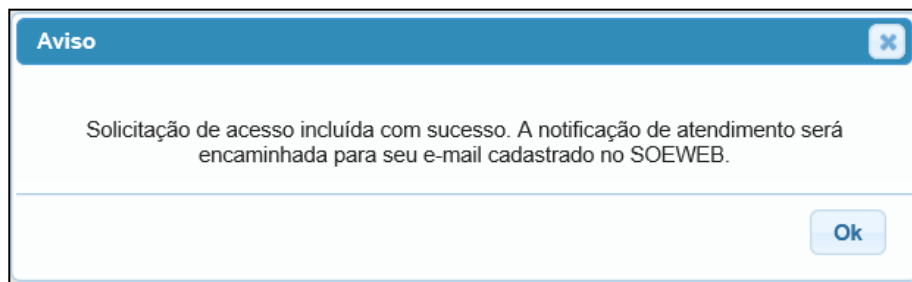 Aviso
Solicitação de acesso incluída com sucesso. A notificação de atendimento será
encaminhada para seu e-mail cadastrado no SOEWEB.
Ok